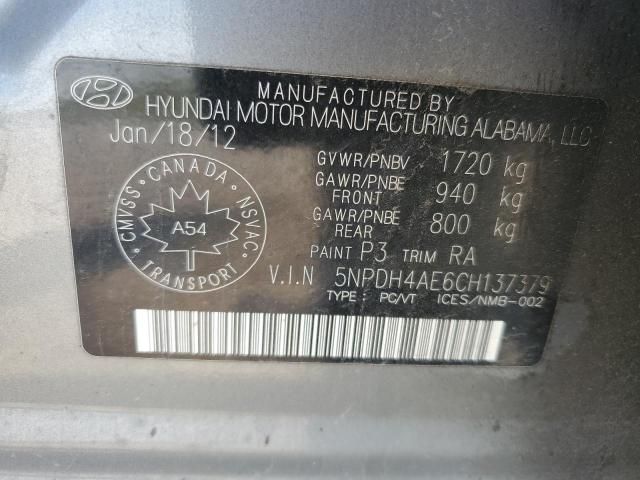 MANUFACTURED BY
HYUNDAI MOTOR MANUFACTURING ALABAMA, LLC
Jan/18/12
GVWR/PNBV 1720 kg
GAWR/PNBE FRONT 940 kg
GAWR/PNBE REAR 800 kg
CANADA
CMVSS
NSVAC
A54
TRANSPORT
PAINT P3 TRIM RA
V.I.N 5NPDH4AE6CH137379
TYPE: PC/VT ICES/NMB-002